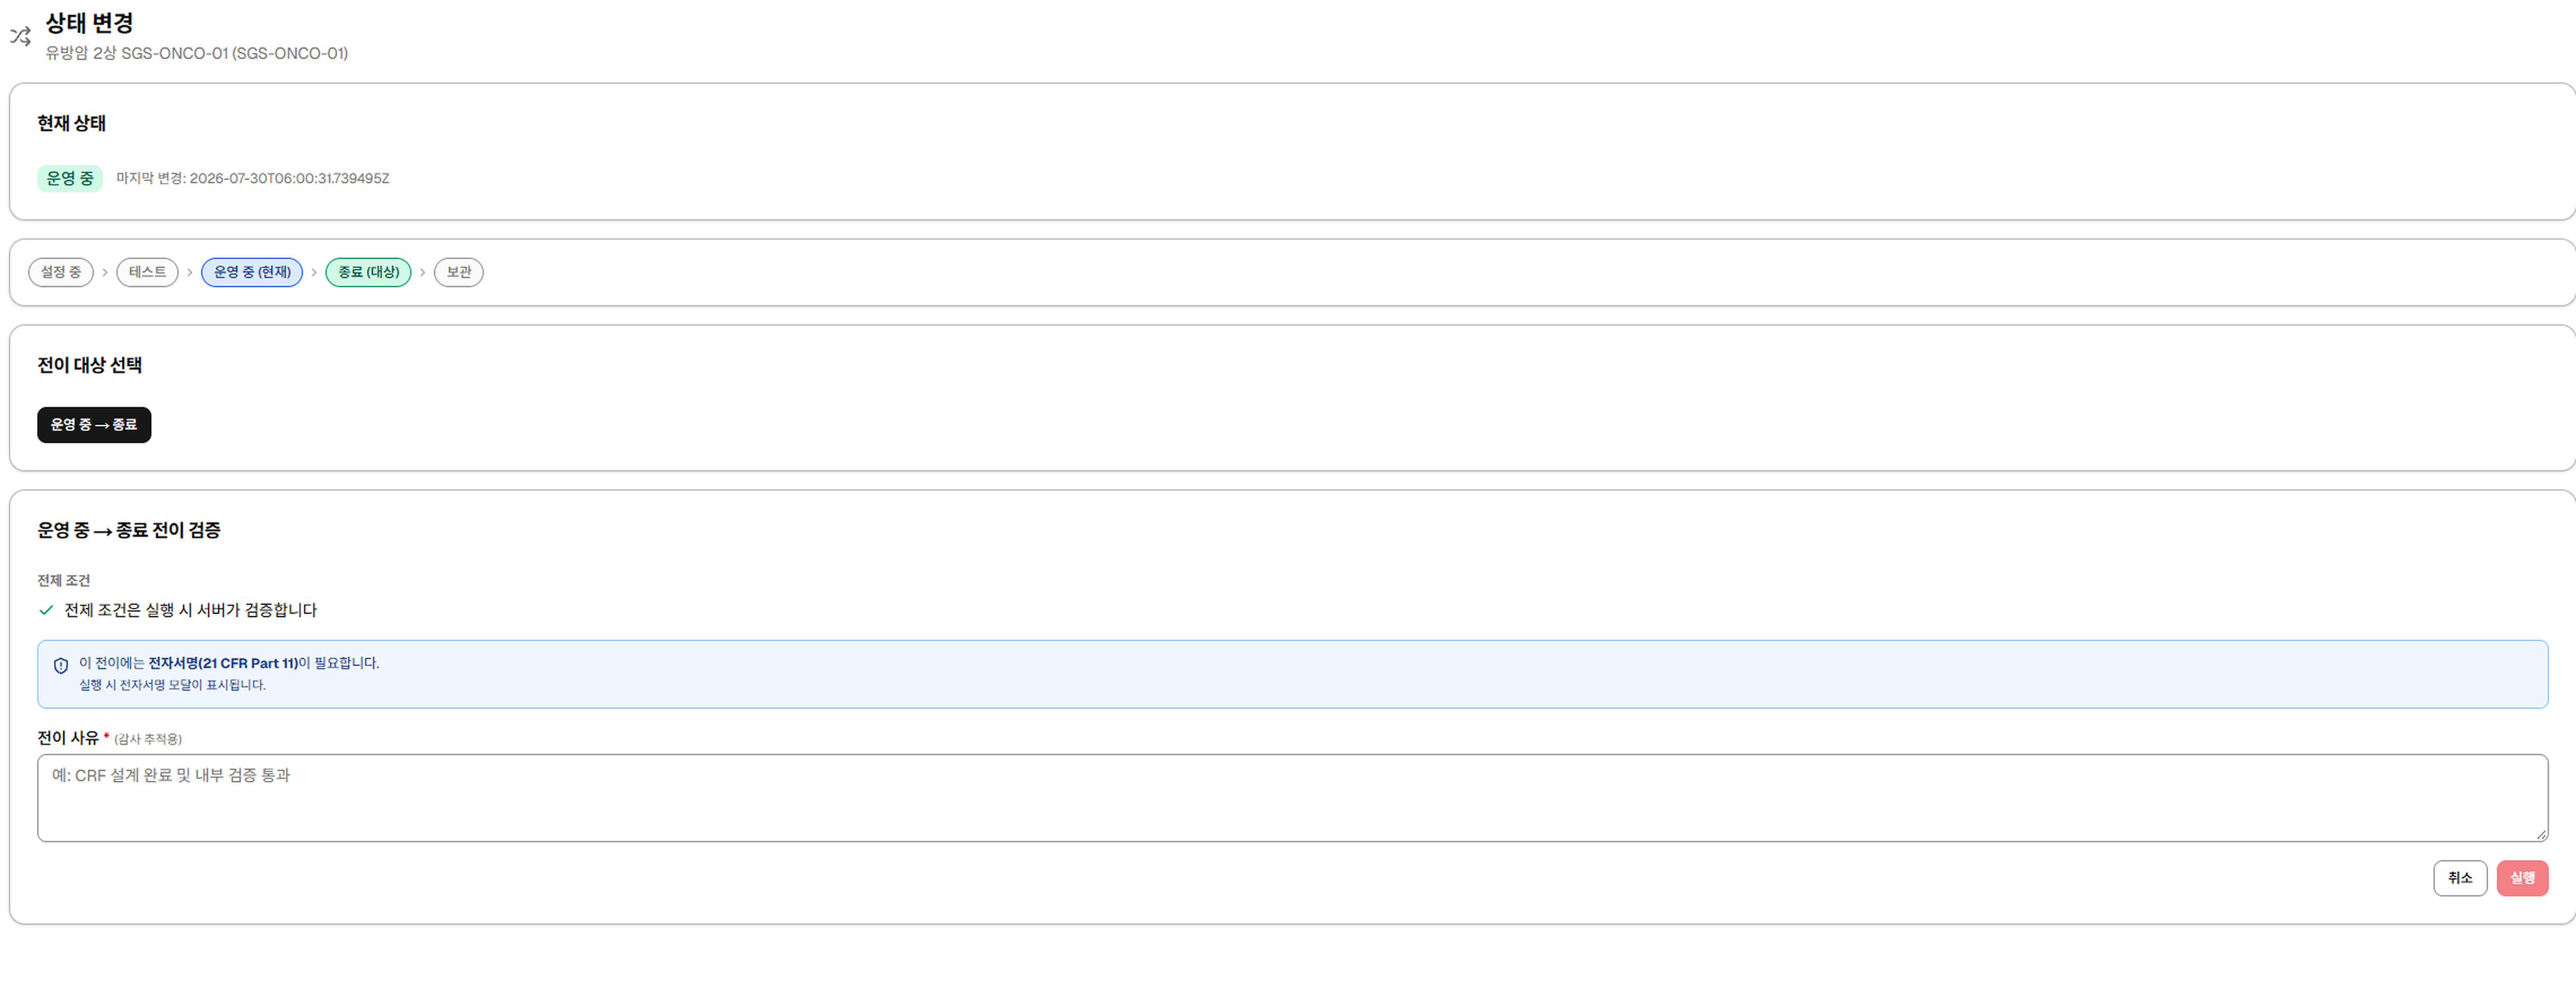 상태 변경
유방암 2상 SGS-ONCO-01 (SGS-ONCO-01)
현재 상태
운영 중 마지막 변경: 2026-07-30T06:00:31.739495Z
설정 중 › 테스트 › 운영 중 (현재) › 종료 (대상) › 보관
전이 대상 선택
운영 중 → 종료
운영 중 → 종료 전이 검증
전제 조건
✓ 전제 조건은 실행 시 서버가 검증합니다
이 전이에는 전자서명(21 CFR Part 11)이 필요합니다.
실행 시 전자서명 모달이 표시됩니다.
전이 사유 * (감사 추적용)
예: CRF 설계 완료 및 내부 검증 통과
취소 실행